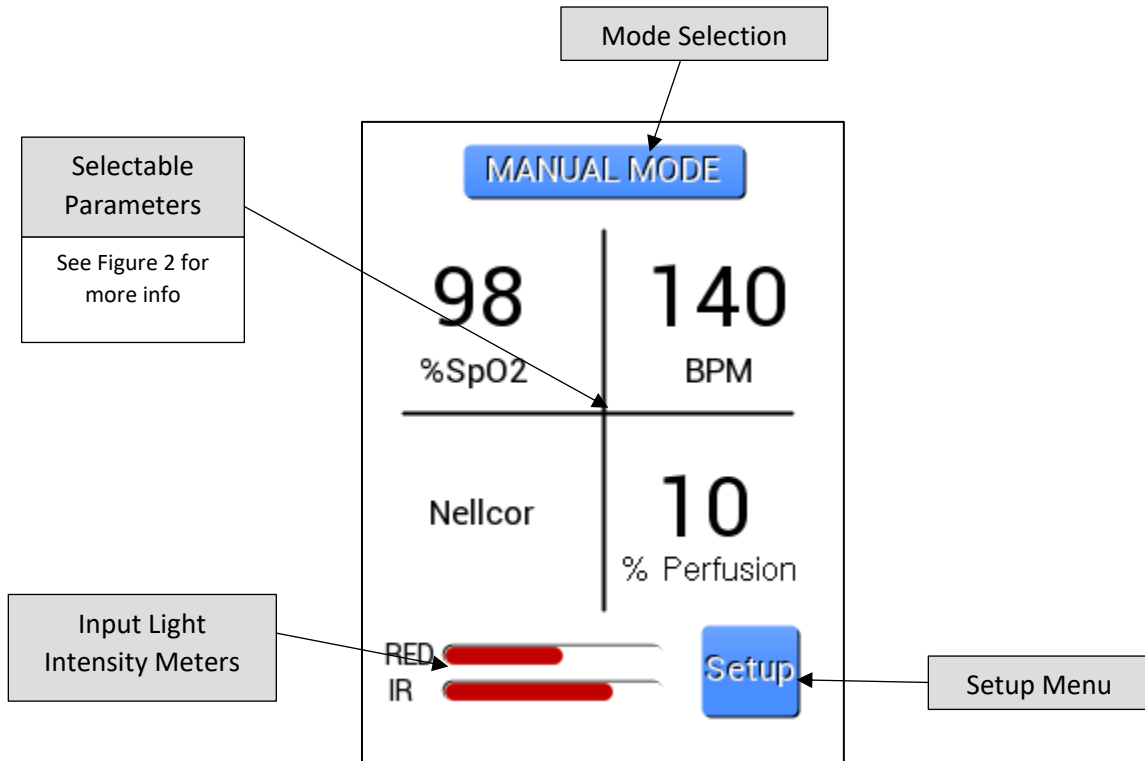 Mode Selection
Selectable
Parameters
See Figure 2 for
more info
MANUAL MODE
98
%SpO2
140
BPM
Nellcor
10
% Perfusion
Input Light
Intensity Meters
RED
IR
Setup
Setup Menu